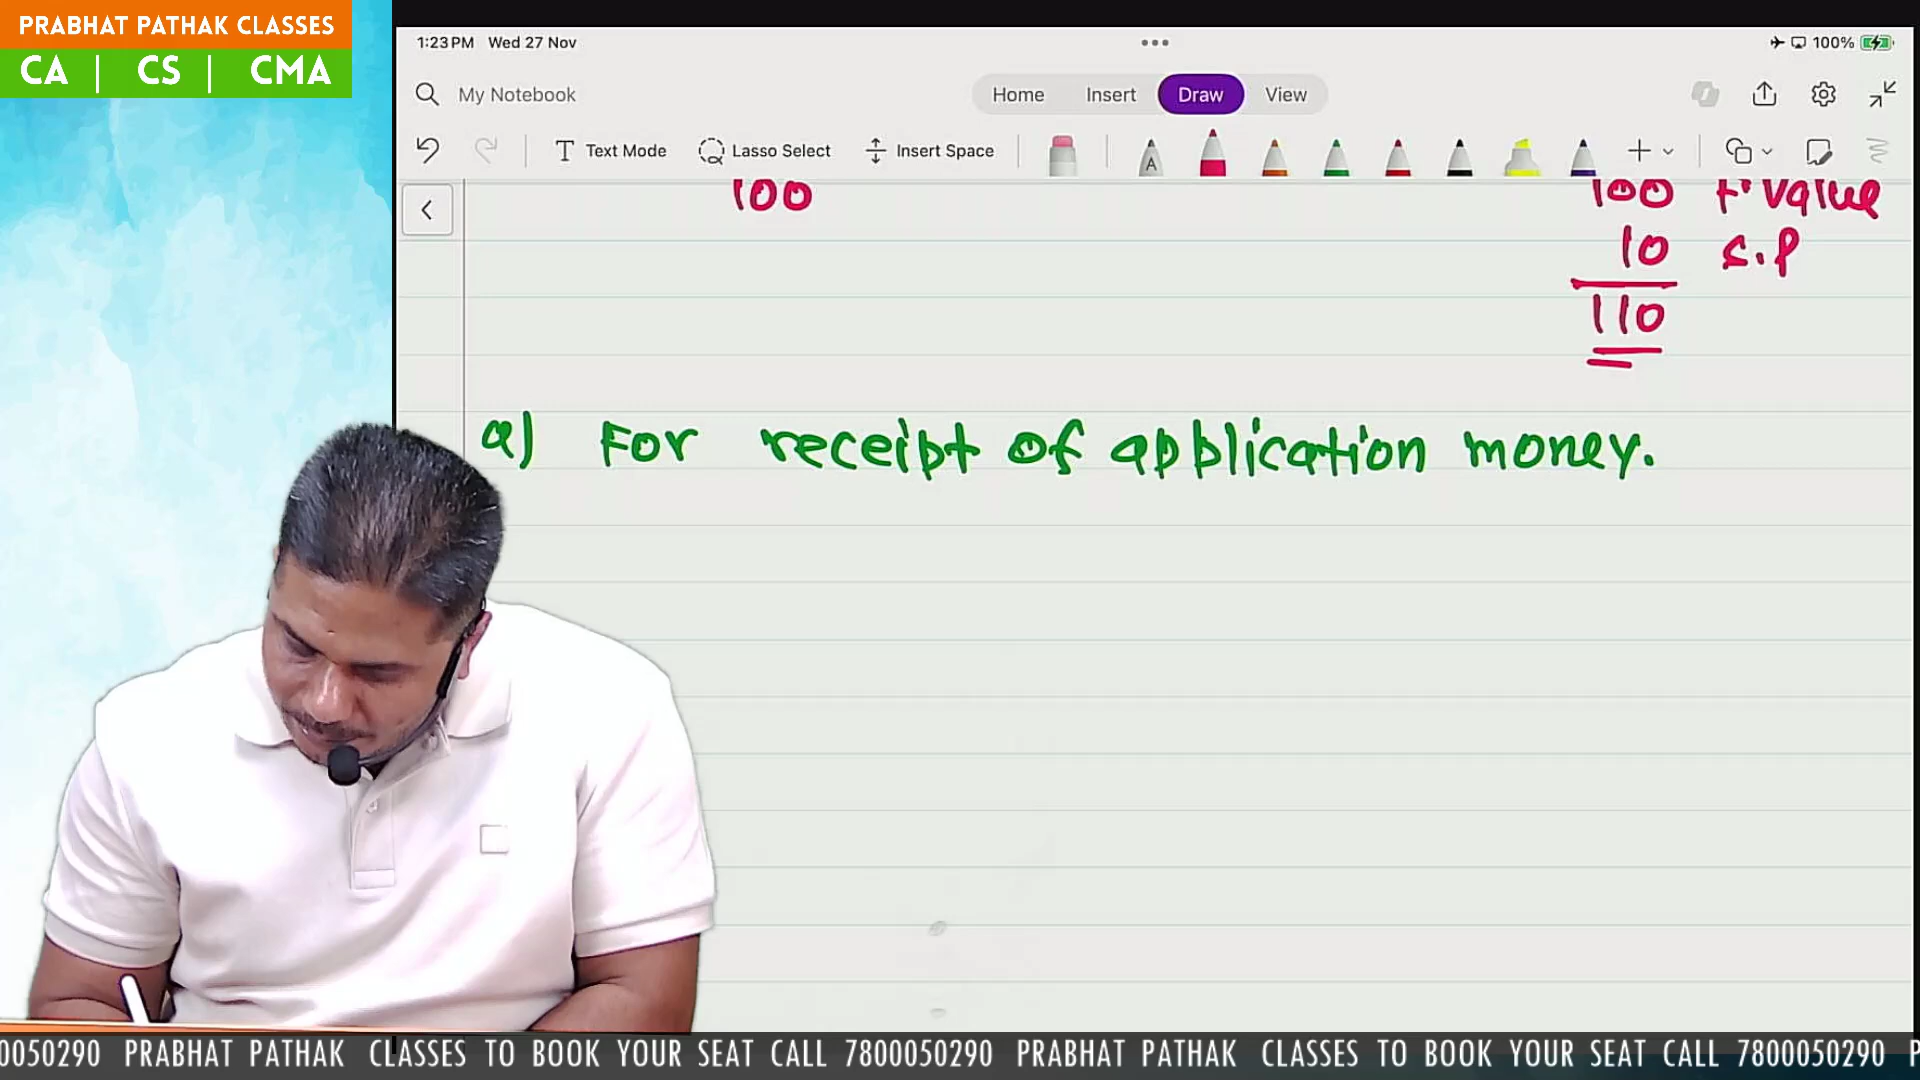 PRABHAT PATHAK CLASSES
CA | CS | CMA
1:23 PM Wed 27 Nov
100%
My Notebook
Home Insert Draw View
Text Mode Lasso Select Insert Space
A
100 100 F. Value
10 S.P
110
a) For receipt of application money.
0050290 PRABHAT PATHAK CLASSES TO BOOK YOUR SEAT CALL 7800050290 PRABHAT PATHAK CLASSES TO BOOK YOUR SEAT CALL 7800050290 P